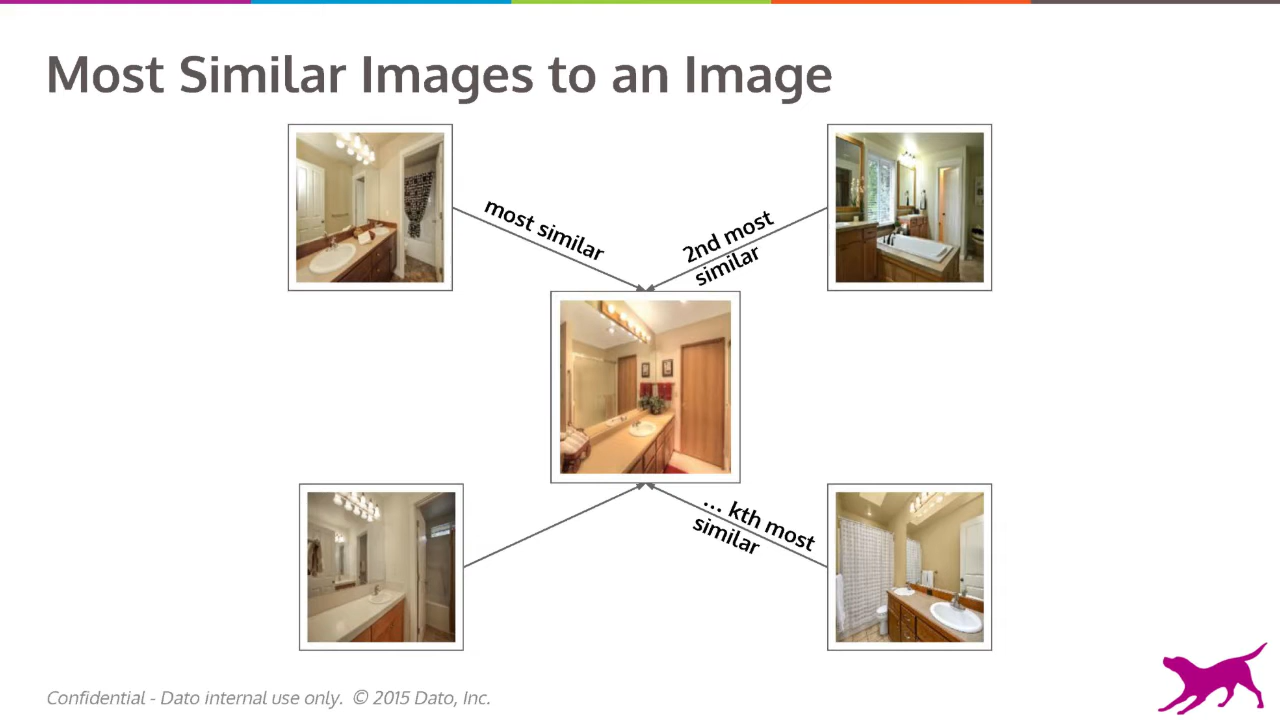 Most Similar Images to an Image
most similar
2nd most
similar
... kth most
similar
Confidential - Dato internal use only. © 2015 Dato, Inc.